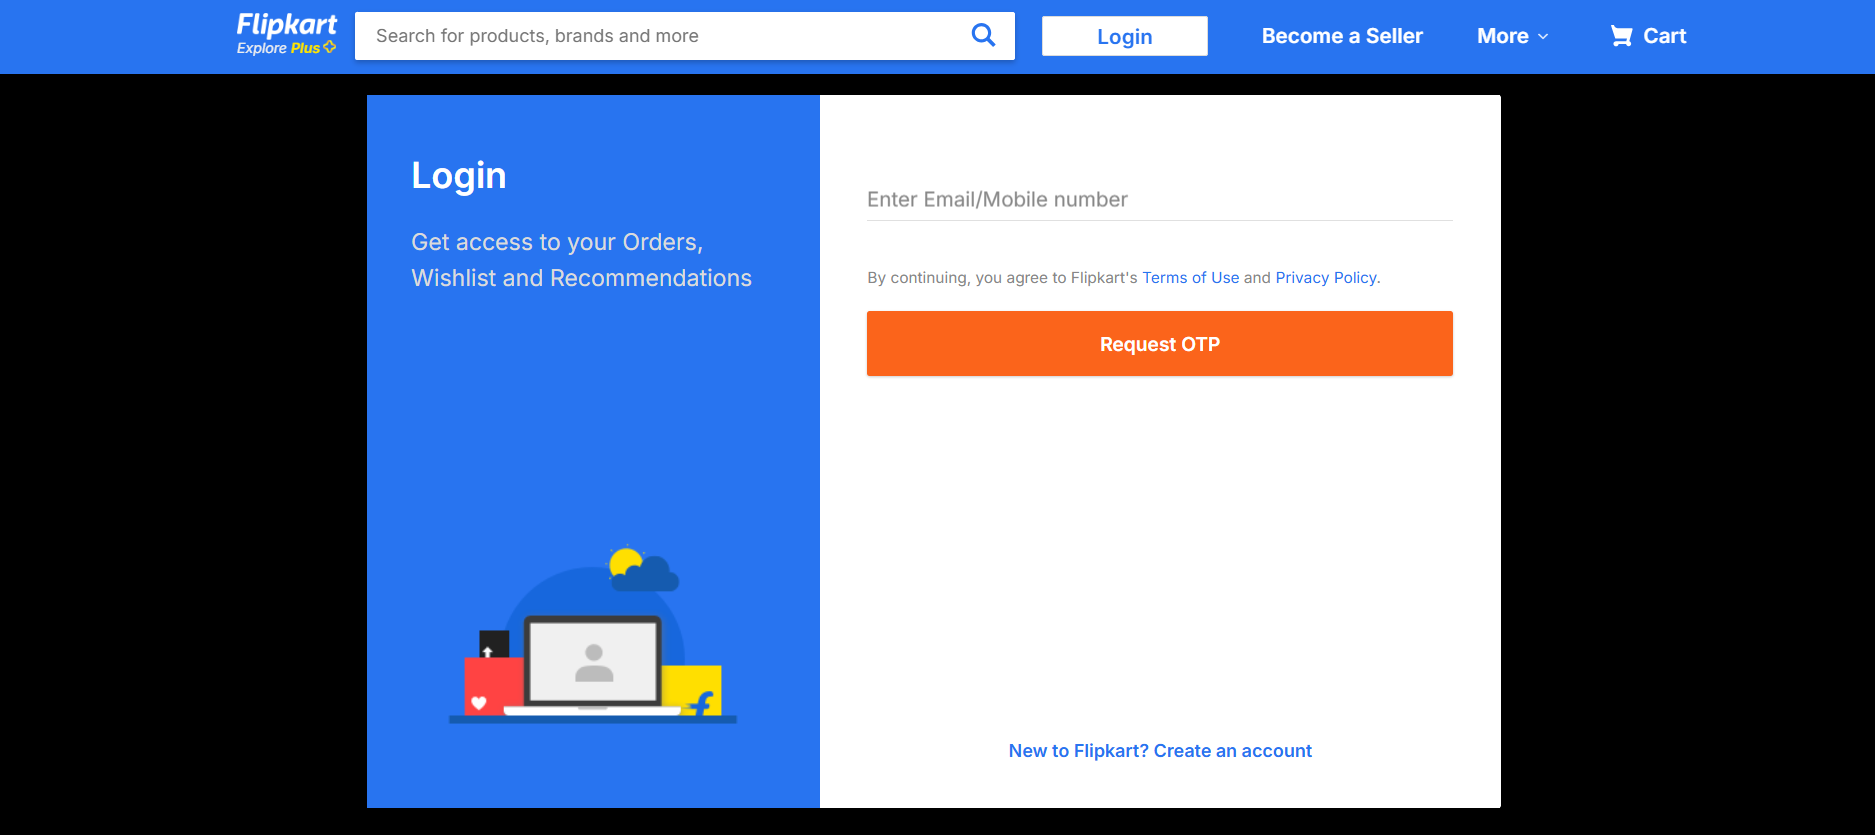 Flipkart
Explore Plus
Search for products, brands and more
Login
Become a Seller
More
Cart
Login
Get access to your Orders,
Wishlist and Recommendations
Enter Email/Mobile number
By continuing, you agree to Flipkart's Terms of Use and Privacy Policy.
Request OTP
f
New to Flipkart? Create an account